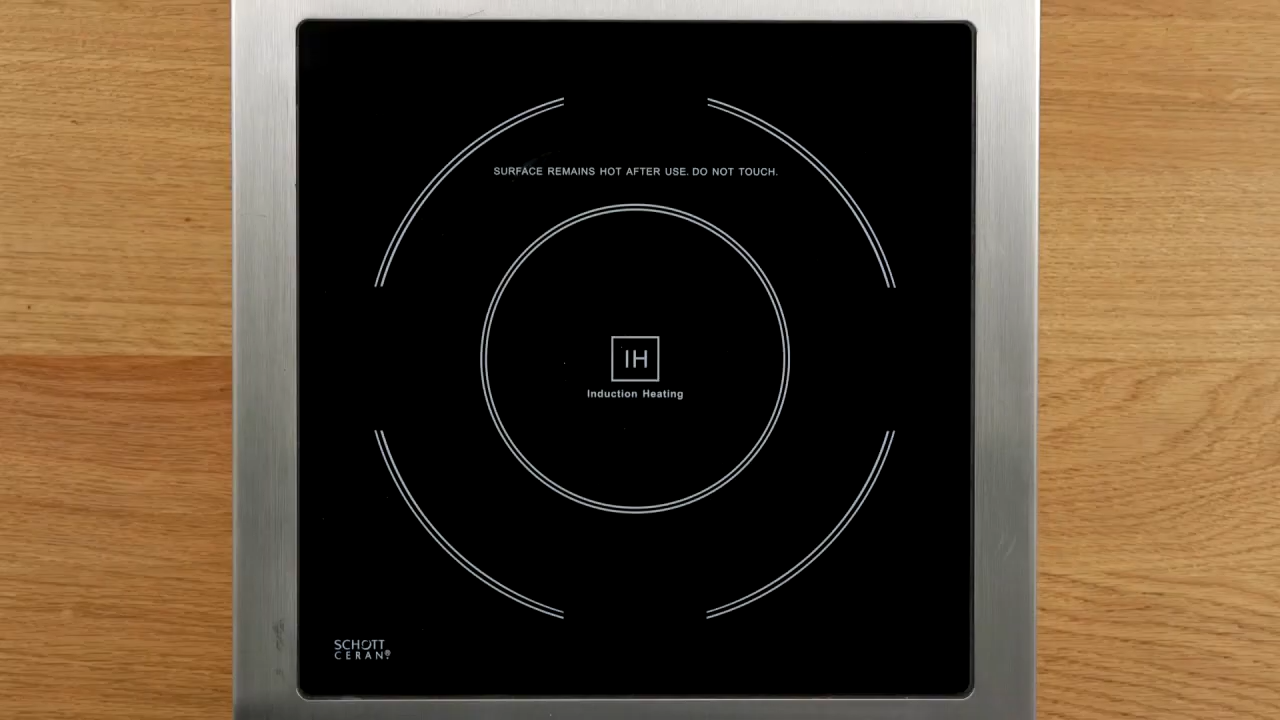 SURFACE REMAINS HOT AFTER USE. DO NOT TOUCH.
IH
Induction Heating
SCHOTT
CERAN®